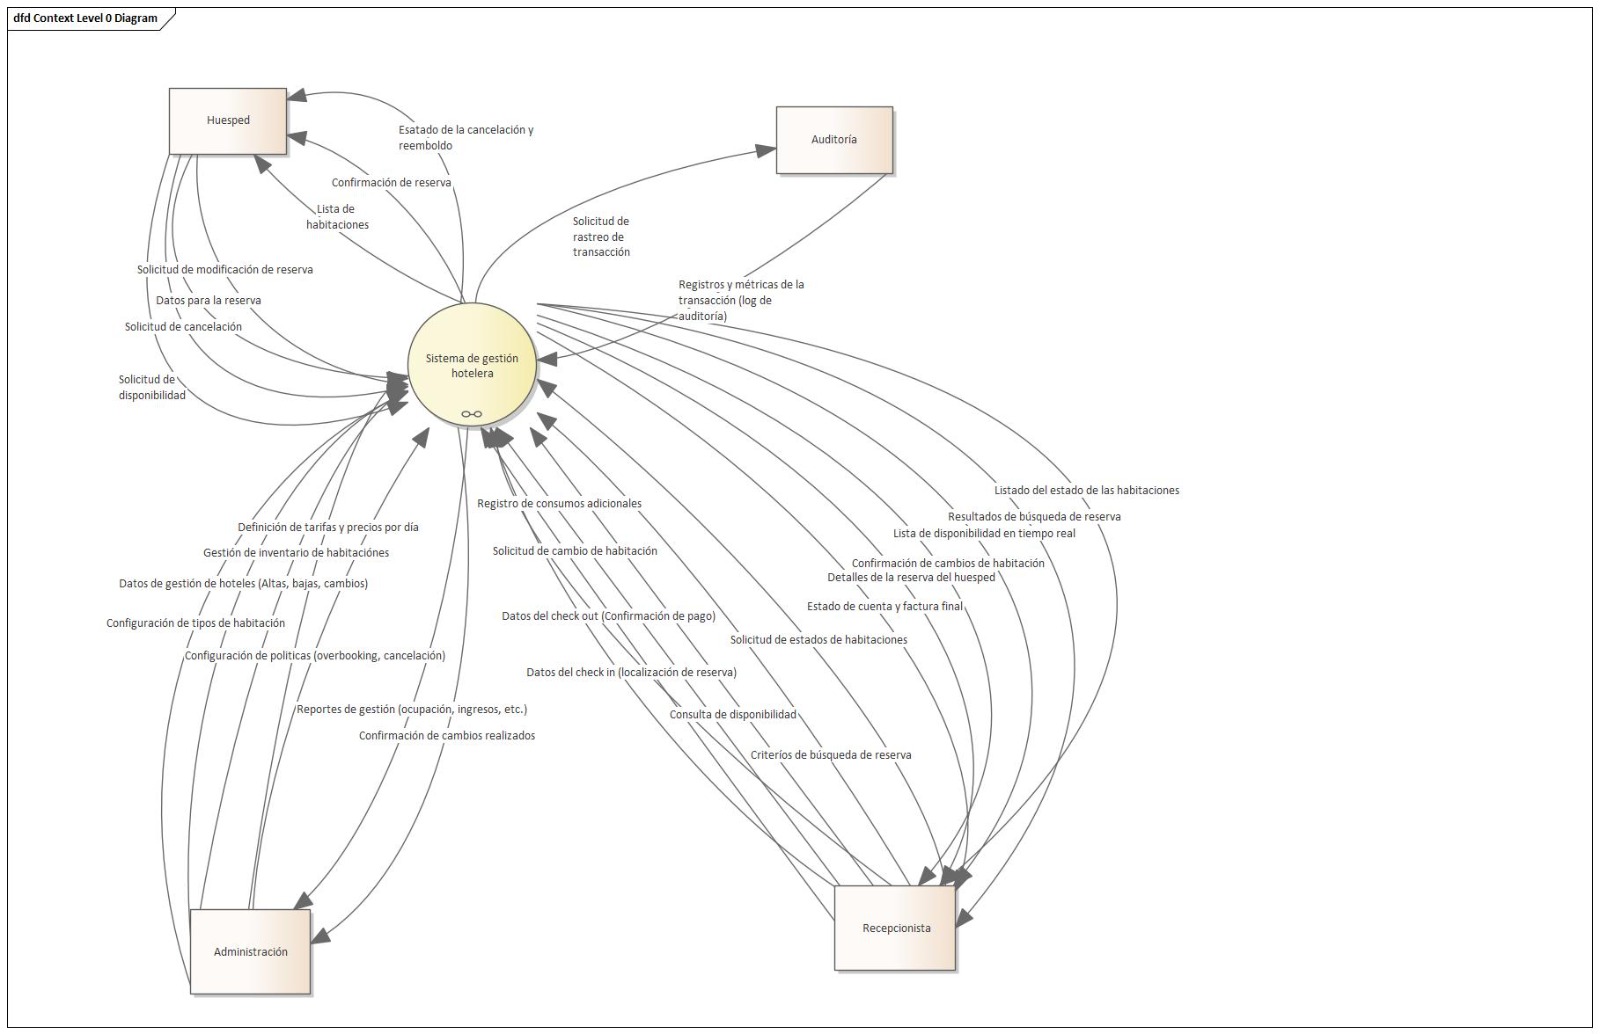 dfd Context Level 0 Diagram
Huesped
Auditoría
Esatado de la cancelación y
reemboldo
Confirmación de reserva
Lista de
habitaciones
Solicitud de
rastreo de
transacción
Solicitud de modificación de reserva
Datos para la reserva
Solicitud de cancelación
Solicitud de
disponibilidad
Registros y métricas de la
transacción (log de
auditoría)
Sistema de gestión
hotelera
Listado del estado de las habitaciones
Resultados de búsqueda de reserva
Lista de disponibilidad en tiempo real
Confirmación de cambios de habitación
Detalles de la reserva del huesped
Estado de cuenta y factura final
Registro de consumos adicionales
Solicitud de cambio de habitación
Datos del check out (Confirmación de pago)
Solicitud de estados de habitaciones
Datos del check in (localización de reserva)
Consulta de disponibilidad
Criteríos de búsqueda de reserva
Definición de tarifas y precios por día
Gestión de inventario de habitaciónes
Datos de gestión de hoteles (Altas, bajas, cambios)
Configuración de tipos de habitación
Configuración de politicas (overbooking, cancelación)
Reportes de gestión (ocupación, ingresos, etc.)
Confirmación de cambios realizados
Administración
Recepcionista